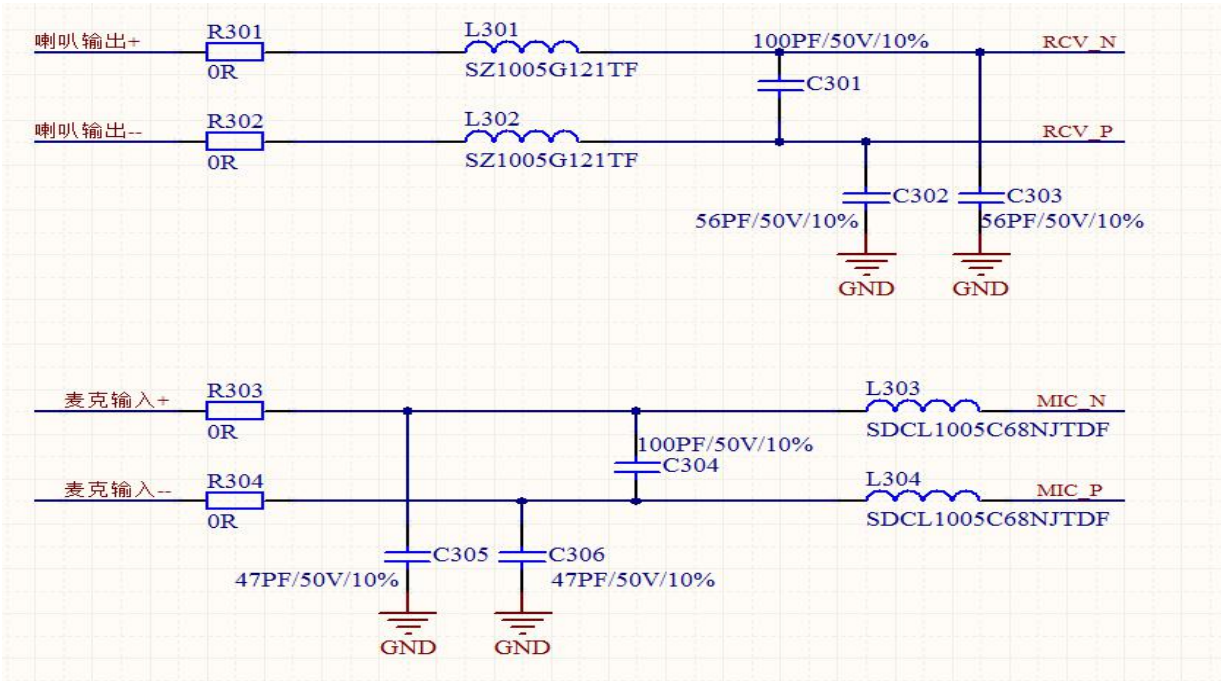 喇叭输出+
R301
0R
L301
SZ1005G121TF
100PF/50V/10%
RCV_N
C301
喇叭输出--
R302
0R
L302
SZ1005G121TF
RCV_P
C302
56PF/50V/10%
C303
56PF/50V/10%
GND
GND
麦克输入+
R303
0R
L303
SDCL1005C68NJTDF
MIC_N
100PF/50V/10%
C304
麦克输入--
R304
0R
L304
SDCL1005C68NJTDF
MIC_P
C305
47PF/50V/10%
C306
47PF/50V/10%
GND
GND